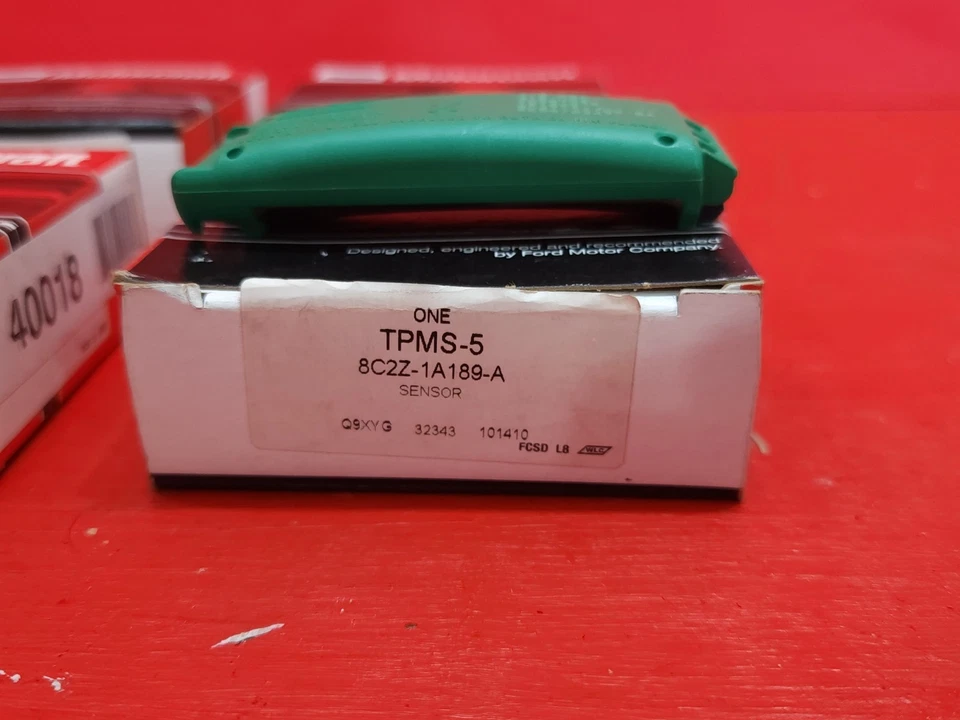 40018
Designed, engineered and recommended
by Ford Motor Company.
ONE
TPMS-5
8C2Z-1A189-A
SENSOR
Q9XYG 32343 101410
FCSD L8 WLC